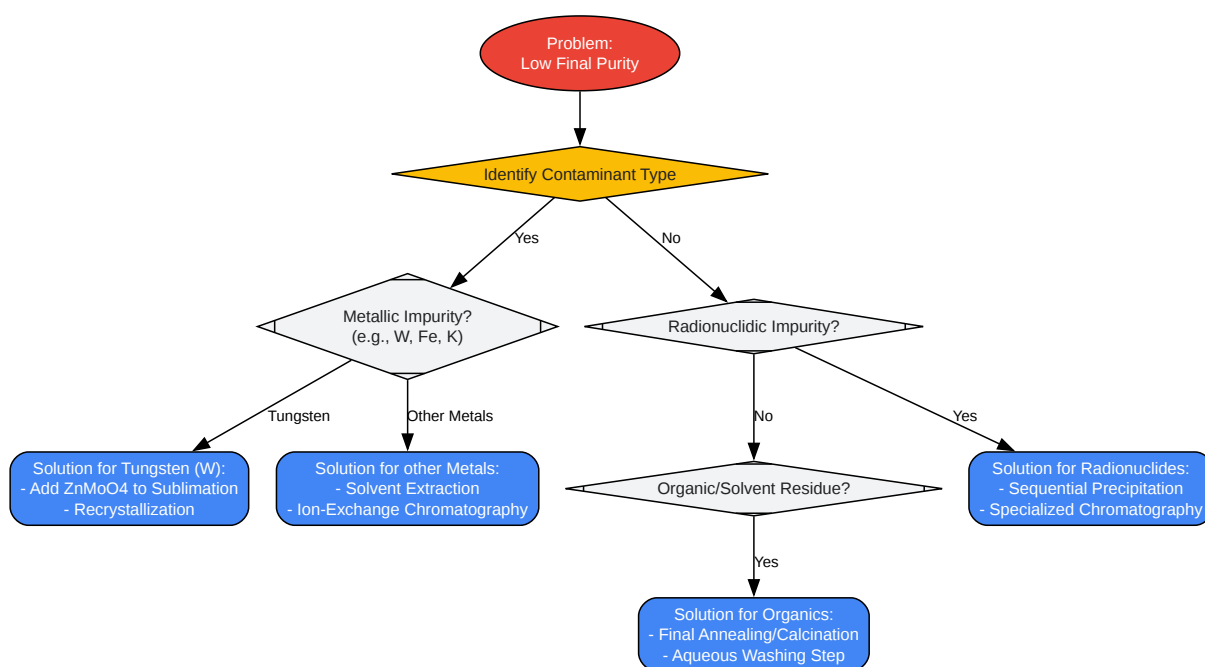 Problem:
Low Final Purity
Identify Contaminant Type
Yes
No
Metallic Impurity?
(e.g., W, Fe, K)
Radionuclidic Impurity?
Tungsten
Other Metals
No
Yes
Solution for Tungsten (W):
- Add ZnMoO4 to Sublimation
- Recrystallization
Solution for other Metals:
- Solvent Extraction
- Ion-Exchange Chromatography
Organic/Solvent Residue?
Solution for Radionuclides:
- Sequential Precipitation
- Specialized Chromatography
Yes
Solution for Organics:
- Final Annealing/Calcination
- Aqueous Washing Step